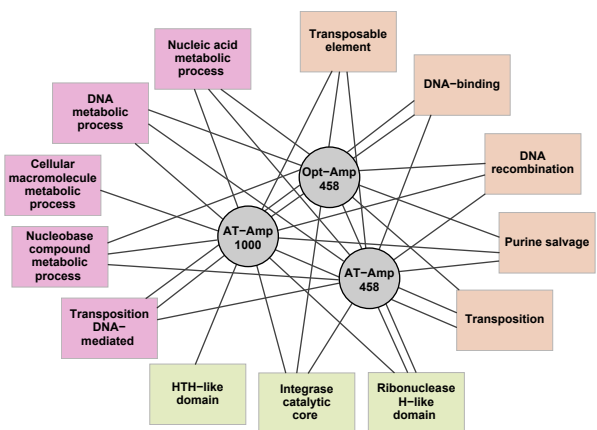 Nucleic acid
metabolic
process
Transposable
element
DNA−binding
DNA
metabolic
process
DNA
recombination
Opt−Amp
458
Cellular
macromolecule
metabolic
process
AT−Amp
1000
Purine salvage
Nucleobase
compound
metabolic
process
AT−Amp
458
Transposition
DNA−
mediated
Transposition
HTH−like
domain
Integrase
catalytic
core
Ribonuclease
H−like
domain